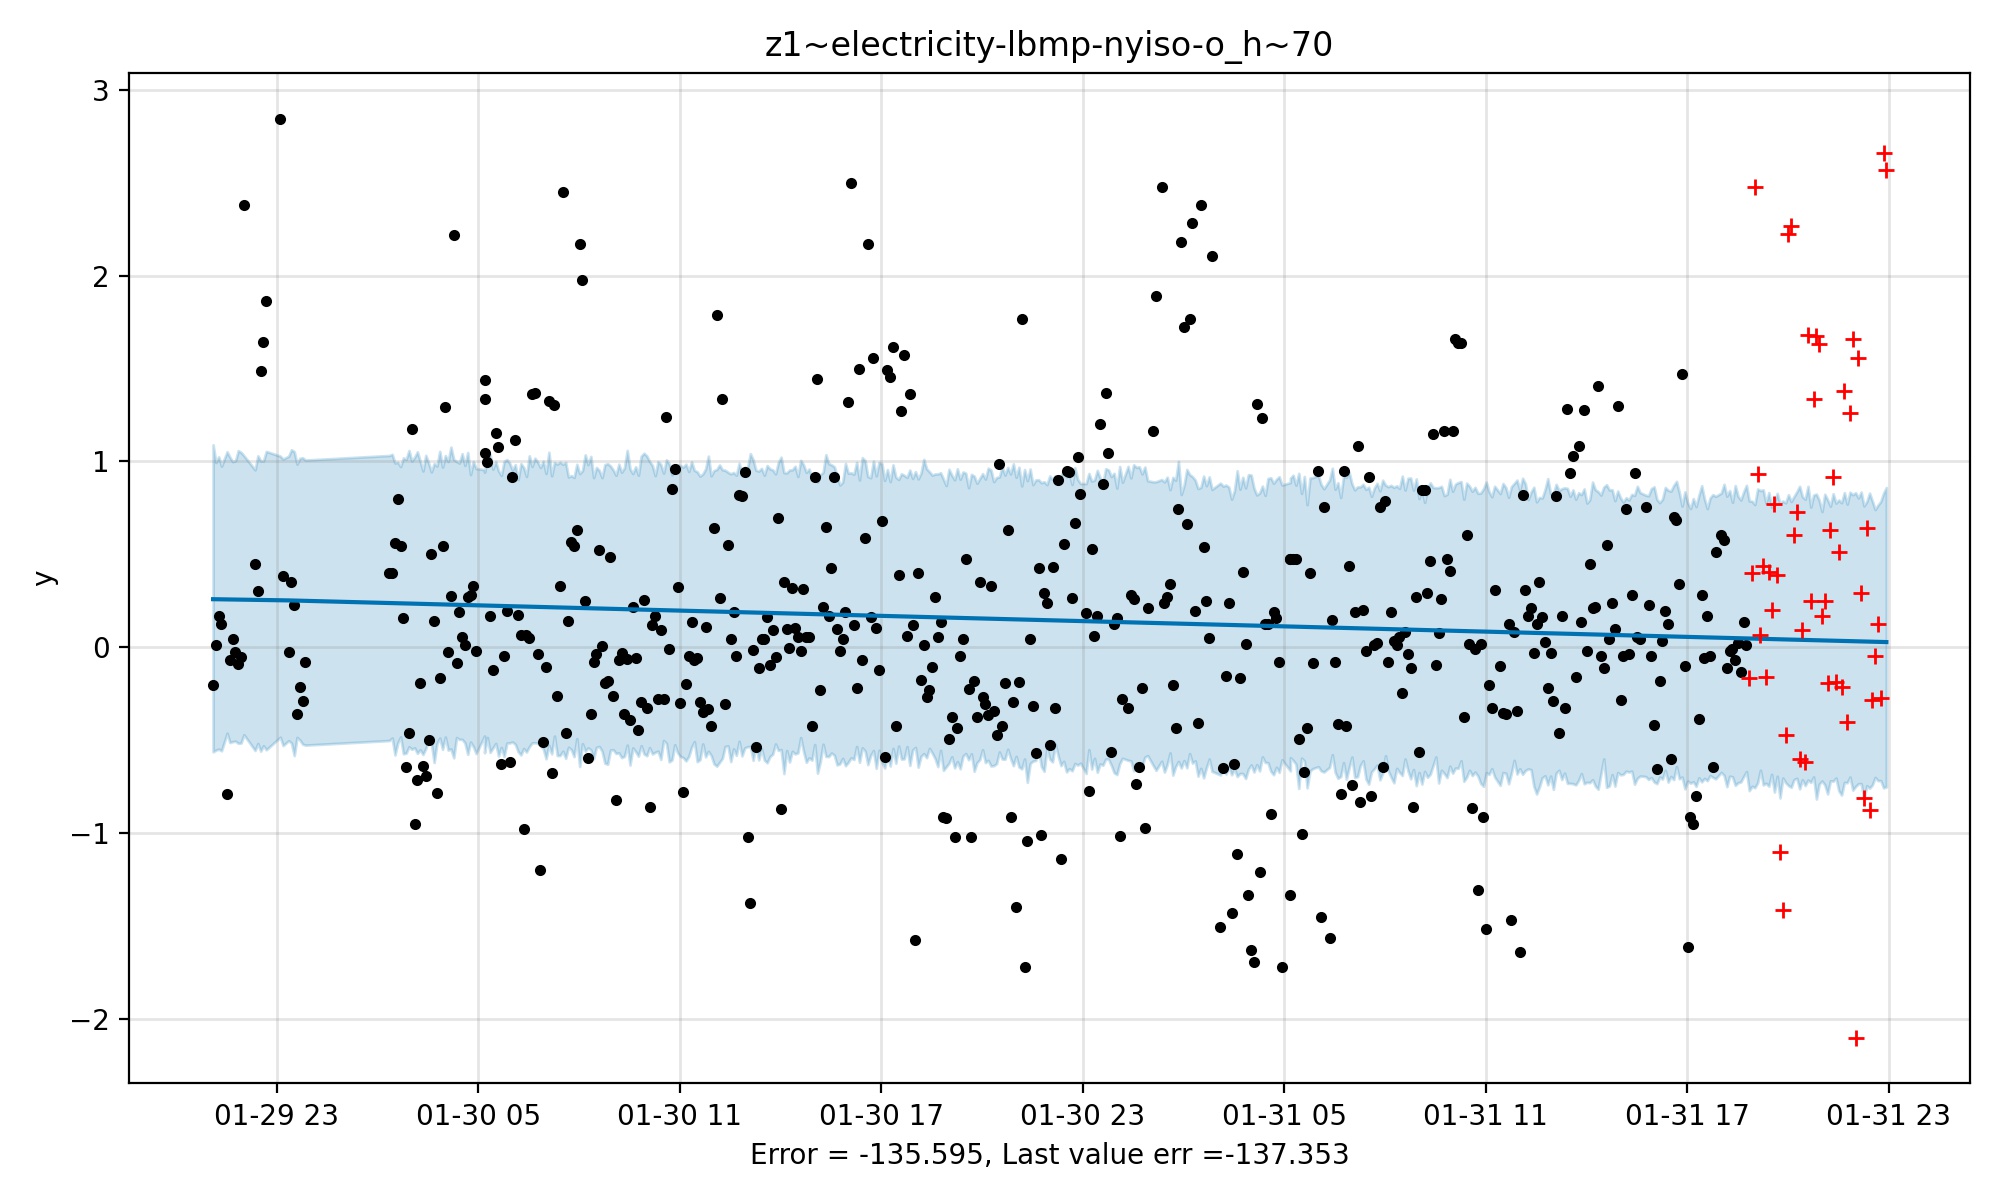 z1~electricity-lbmp-nyiso-o_h~70
y
3
2
1
0
−1
−2
01-29 23 01-30 05 01-30 11 01-30 17 01-30 23 01-31 05 01-31 11 01-31 17 01-31 23
Error = -135.595, Last value err =-137.353